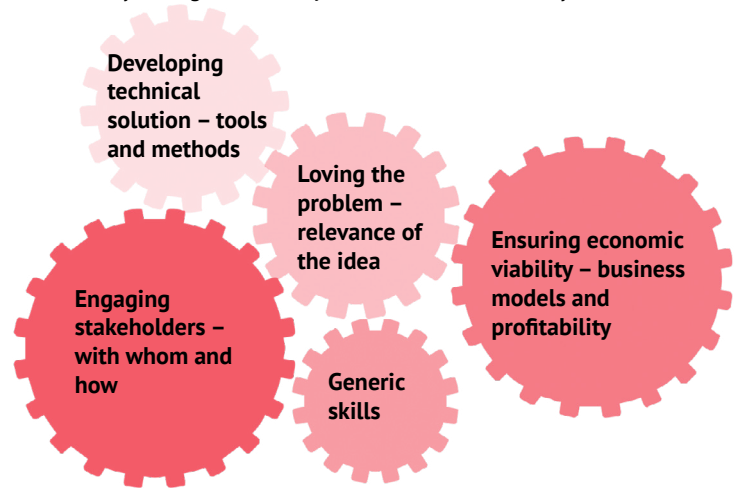 Developing
technical
solution – tools
and methods
Loving the
problem –
relevance of
the idea
Ensuring economic
viability – business
models and
profitability
Engaging
stakeholders –
with whom and
how
Generic
skills